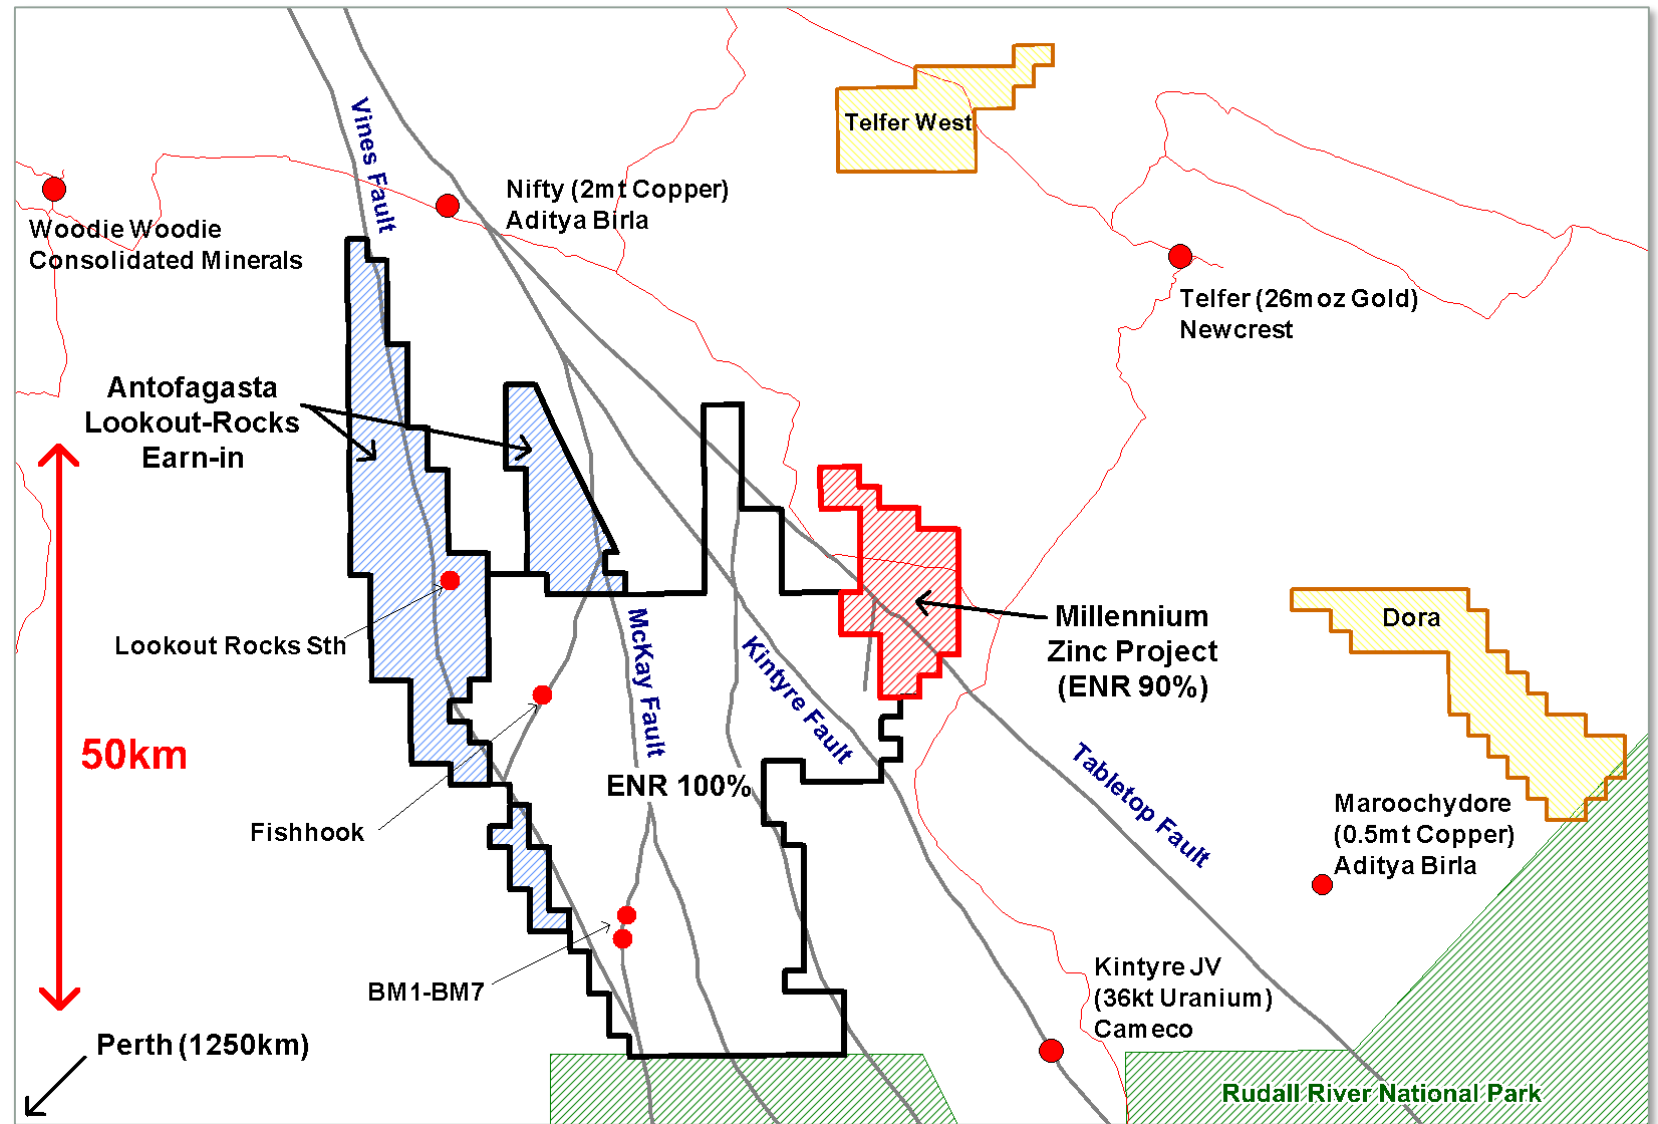 Telfer West
Vines Fault
Nifty (2mt Copper)
Aditya Birla
Woodie Woodie
Consolidated Minerals
Telfer (26moz Gold)
Newcrest
Antofagasta
Lookout-Rocks
Earn-in
Millennium
Zinc Project
(ENR 90%)
Dora
Lookout Rocks Sth
McKay Fault
Kintyre Fault
50km
ENR 100%
Tabletop Fault
Fishhook
Maroochydore
(0.5mt Copper)
Aditya Birla
BM1-BM7
Kintyre JV
(36kt Uranium)
Cameco
Perth (1250km)
Rudall River National Park